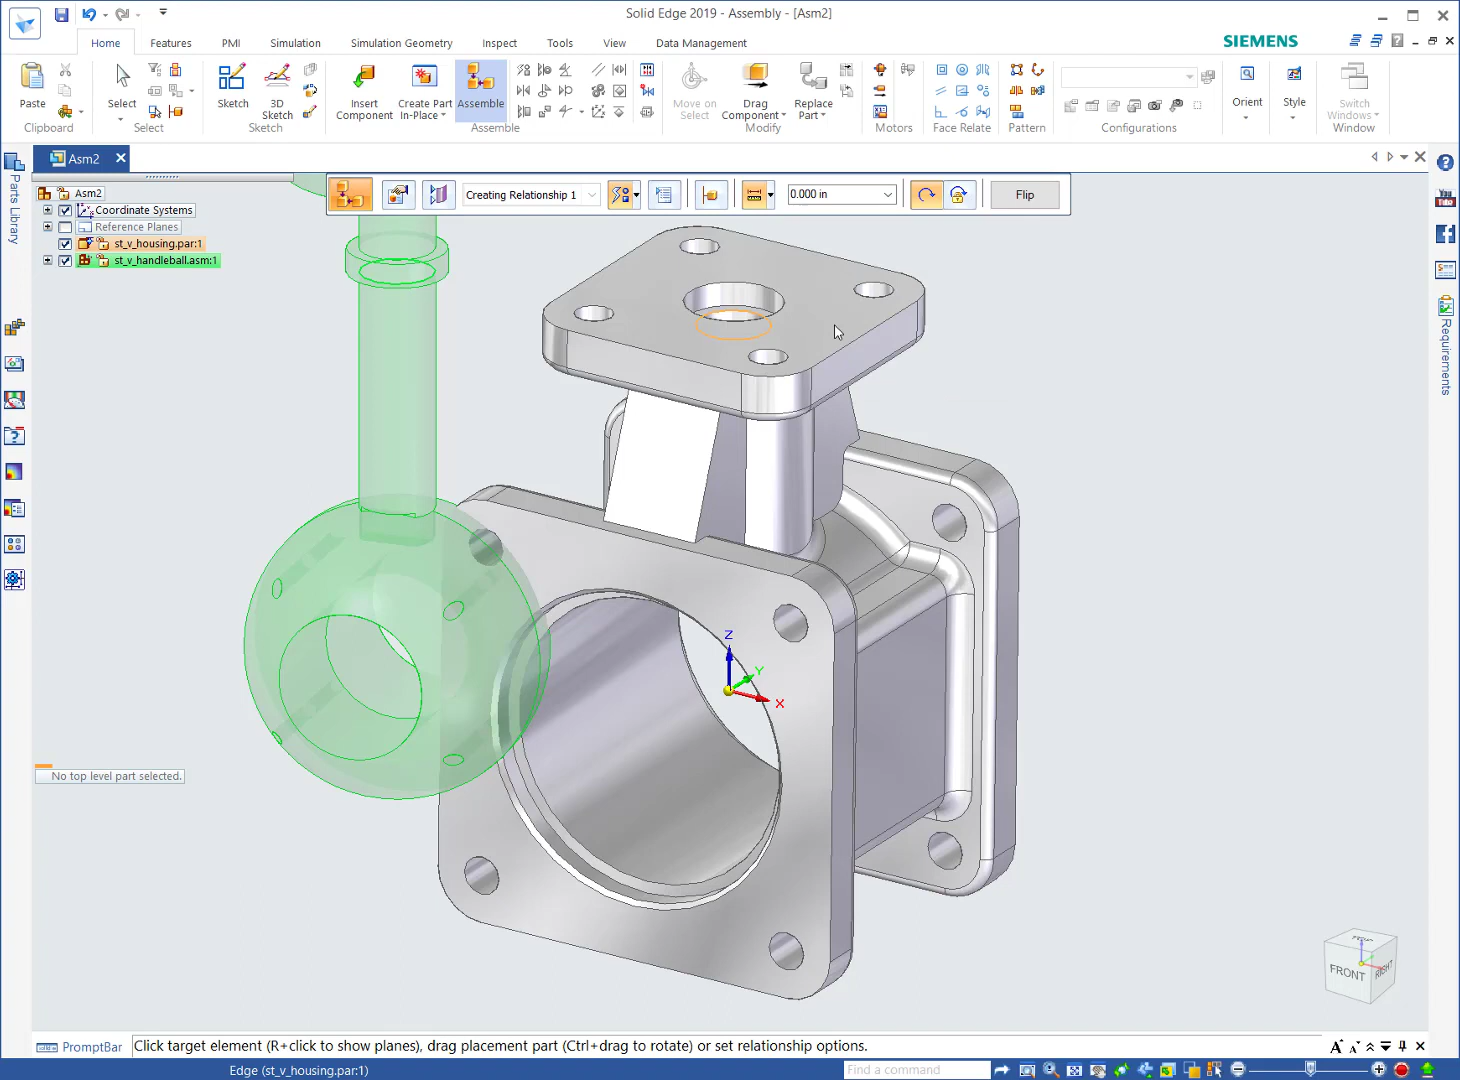 Solid Edge 2019 - Assembly - [Asm2]
Home
Features
PMI
Simulation
Simulation Geometry
Inspect
Tools
View
Data Management
SIEMENS
Paste
Clipboard
Select
Select
Sketch
3D
Sketch
Sketch
Insert
Component
Create Part
In-Place
Assemble
Assemble
Move on
Select
Drag
Component
Replace
Part
Modify
Motors
Face Relate
Pattern
Configurations
Orient
Style
Switch
Windows
Window
Asm2
Creating Relationship 1
0.000 in
Flip
Parts Library
Asm2
Coordinate Systems
Reference Planes
st_v_housing.par:1
st_v_handleball.asm:1
Requirements
Z
Y
X
No top level part selected.
TOP
FRONT
RIGHT
PromptBar
Click target element (R+click to show planes), drag placement part (Ctrl+drag to rotate) or set relationship options.
Edge (st_v_housing.par:1)
Find a command